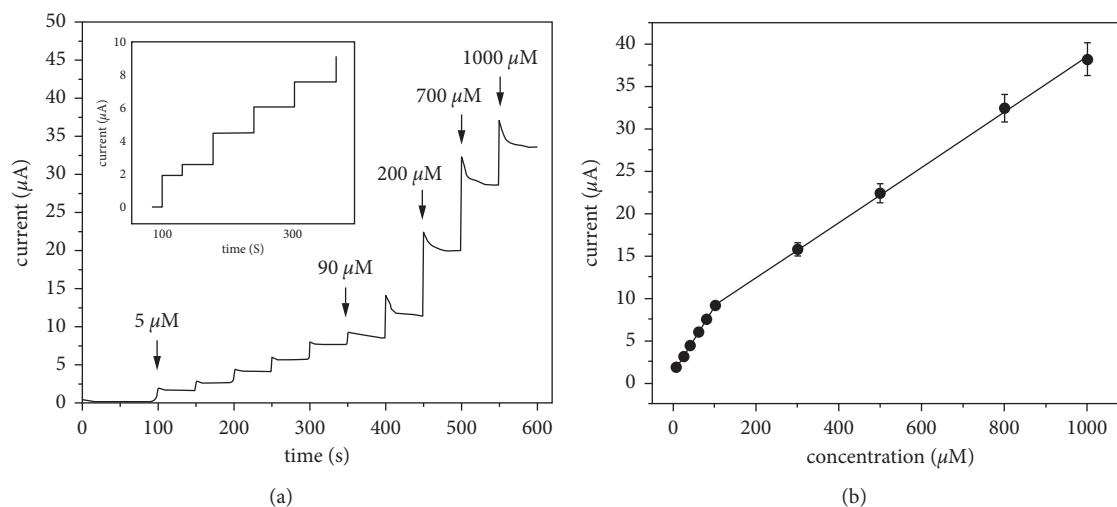 50
45
40
35
30
25
20
15
10
5
0
current (μA)
0 100 200 300 400 500 600
time (s)
5 μM
90 μM
200 μM
700 μM
1000 μM
10
8
6
4
2
0
current (μA)
100 300
time (S)
(a)
40
35
30
25
20
15
10
5
0
current (μA)
0 200 400 600 800 1000
concentration (μM)
(b)